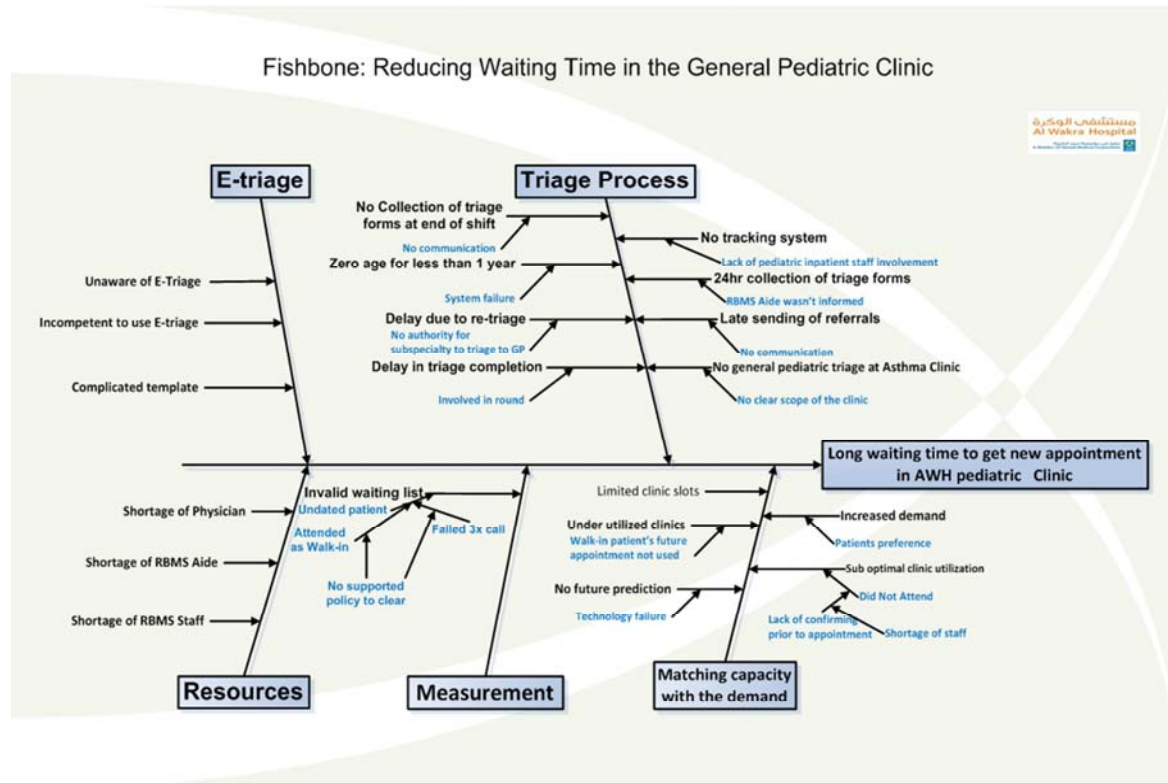 Fishbone: Reducing Waiting Time in the General Pediatric Clinic
مستشفى الوكرة
Al Wakra Hospital
E-triage
Triage Process
No Collection of triage
forms at end of shift
No communication
No tracking system
Lack of pediatric inpatient staff involvement
Zero age for less than 1 year
System failure
24hr collection of triage forms
RBMS Aide wasn't informed
Unaware of E-Triage
Incompetent to use E-triage
Complicated template
Delay due to re-triage
No authority for
subspecialty to triage to GP
Late sending of referrals
No communication
Delay in triage completion
Involved in round
No general pediatric triage at Asthma Clinic
No clear scope of the clinic
Long waiting time to get new appointment
in AWH pediatric Clinic
Shortage of Physician
Shortage of RBMS Aide
Shortage of RBMS Staff
Invalid waiting list
Undated patient
Attended
as Walk-in
Failed 3x call
No supported
policy to clear
Limited clinic slots
Under utilized clinics
Walk-in patient's future
appointment not used
No future prediction
Technology failure
Increased demand
Patients preference
Sub optimal clinic utilization
Did Not Attend
Lack of confirming
prior to appointment
Shortage of staff
Resources
Measurement
Matching capacity
with the demand